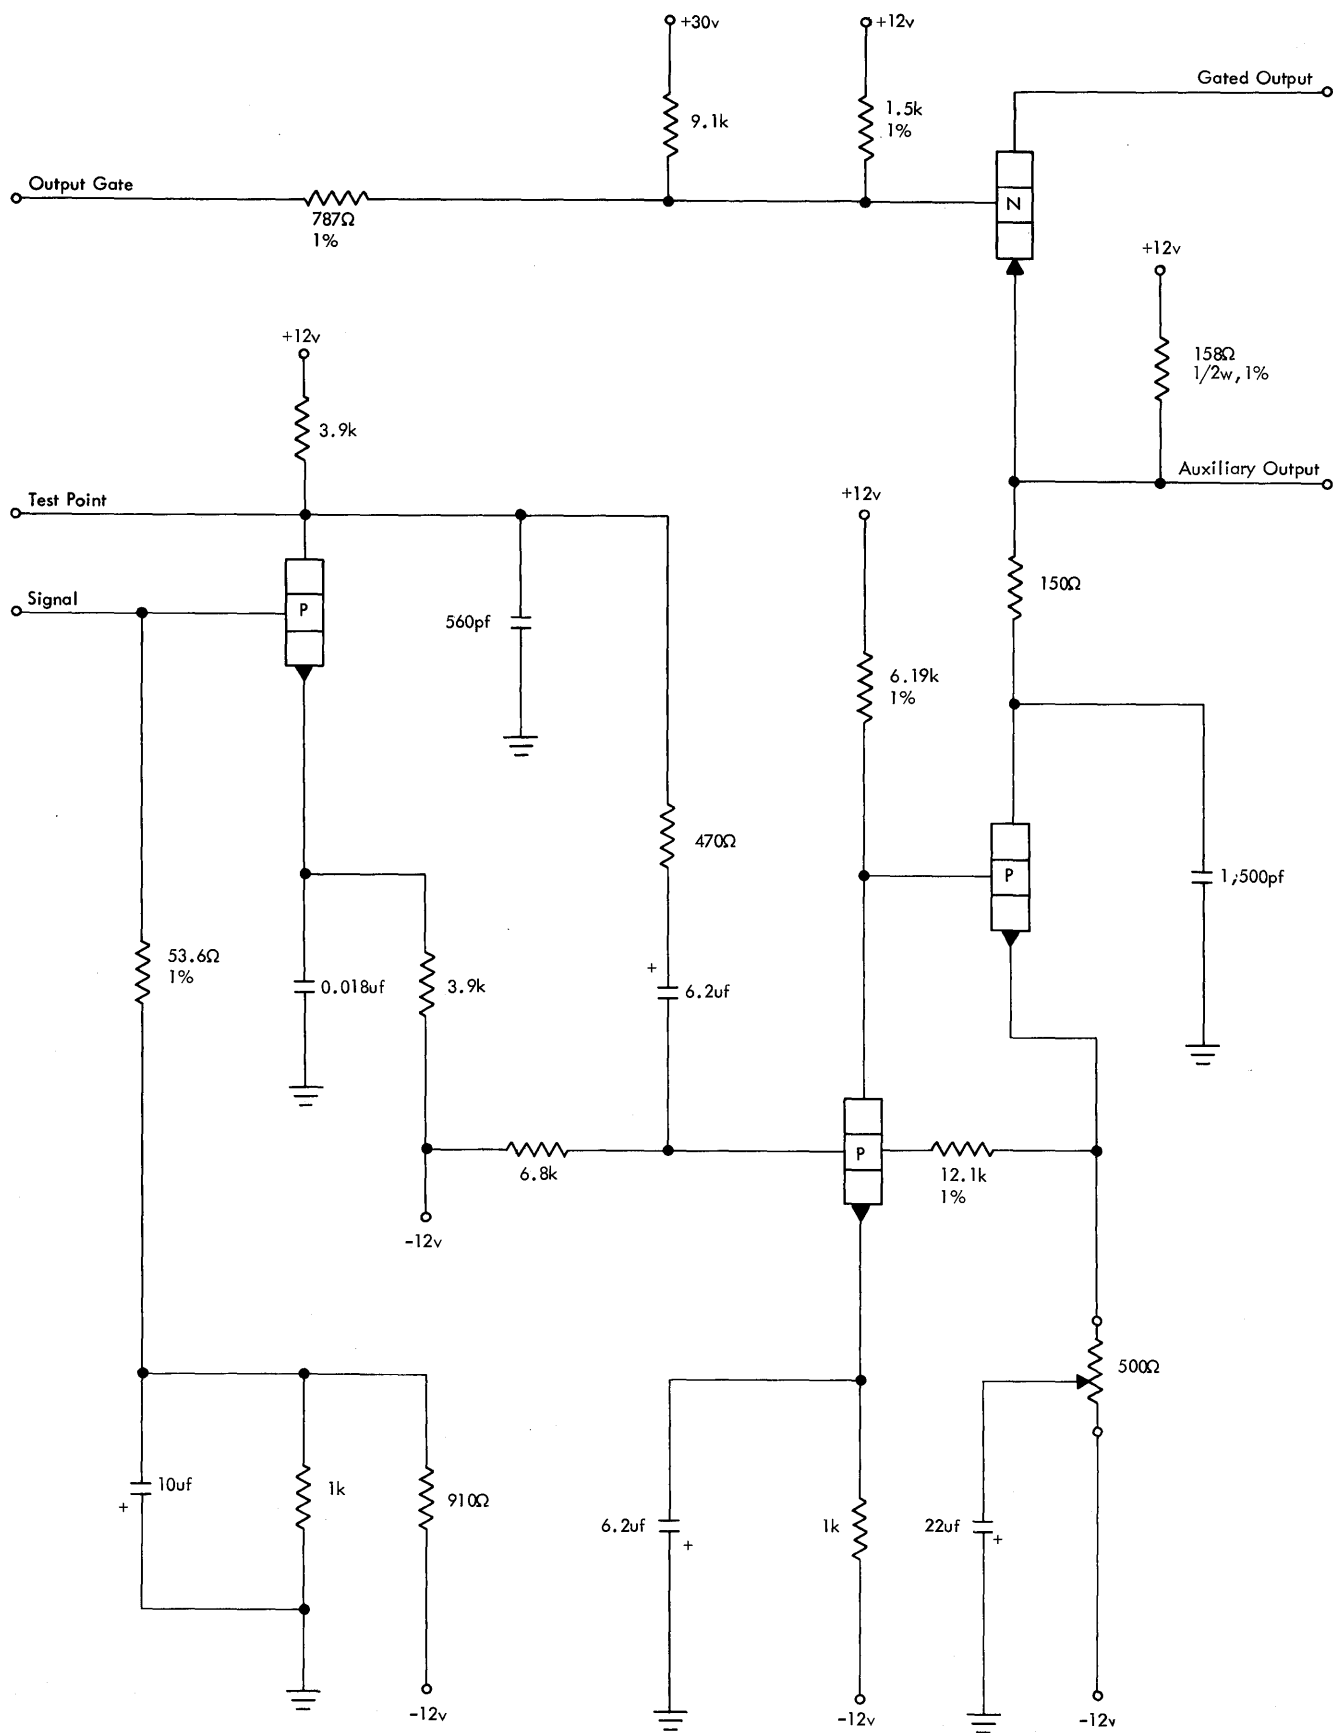 +30v
+12v
Gated Output
9.1k
1.5k
1%
Output Gate
N
787Ω
1%
+12v
+12v
158Ω
1/2w, 1%
3.9k
Auxiliary Output
Test Point
+12v
Signal
P
560pf
150Ω
6.19k
1%
470Ω
P
1,500pf
53.6Ω
1%
0.018uf
3.9k
+
6.2uf
P
6.8k
12.1k
1%
-12v
500Ω
10uf
+
1k
910Ω
6.2uf
+
1k
22uf
+
-12v
-12v
-12v